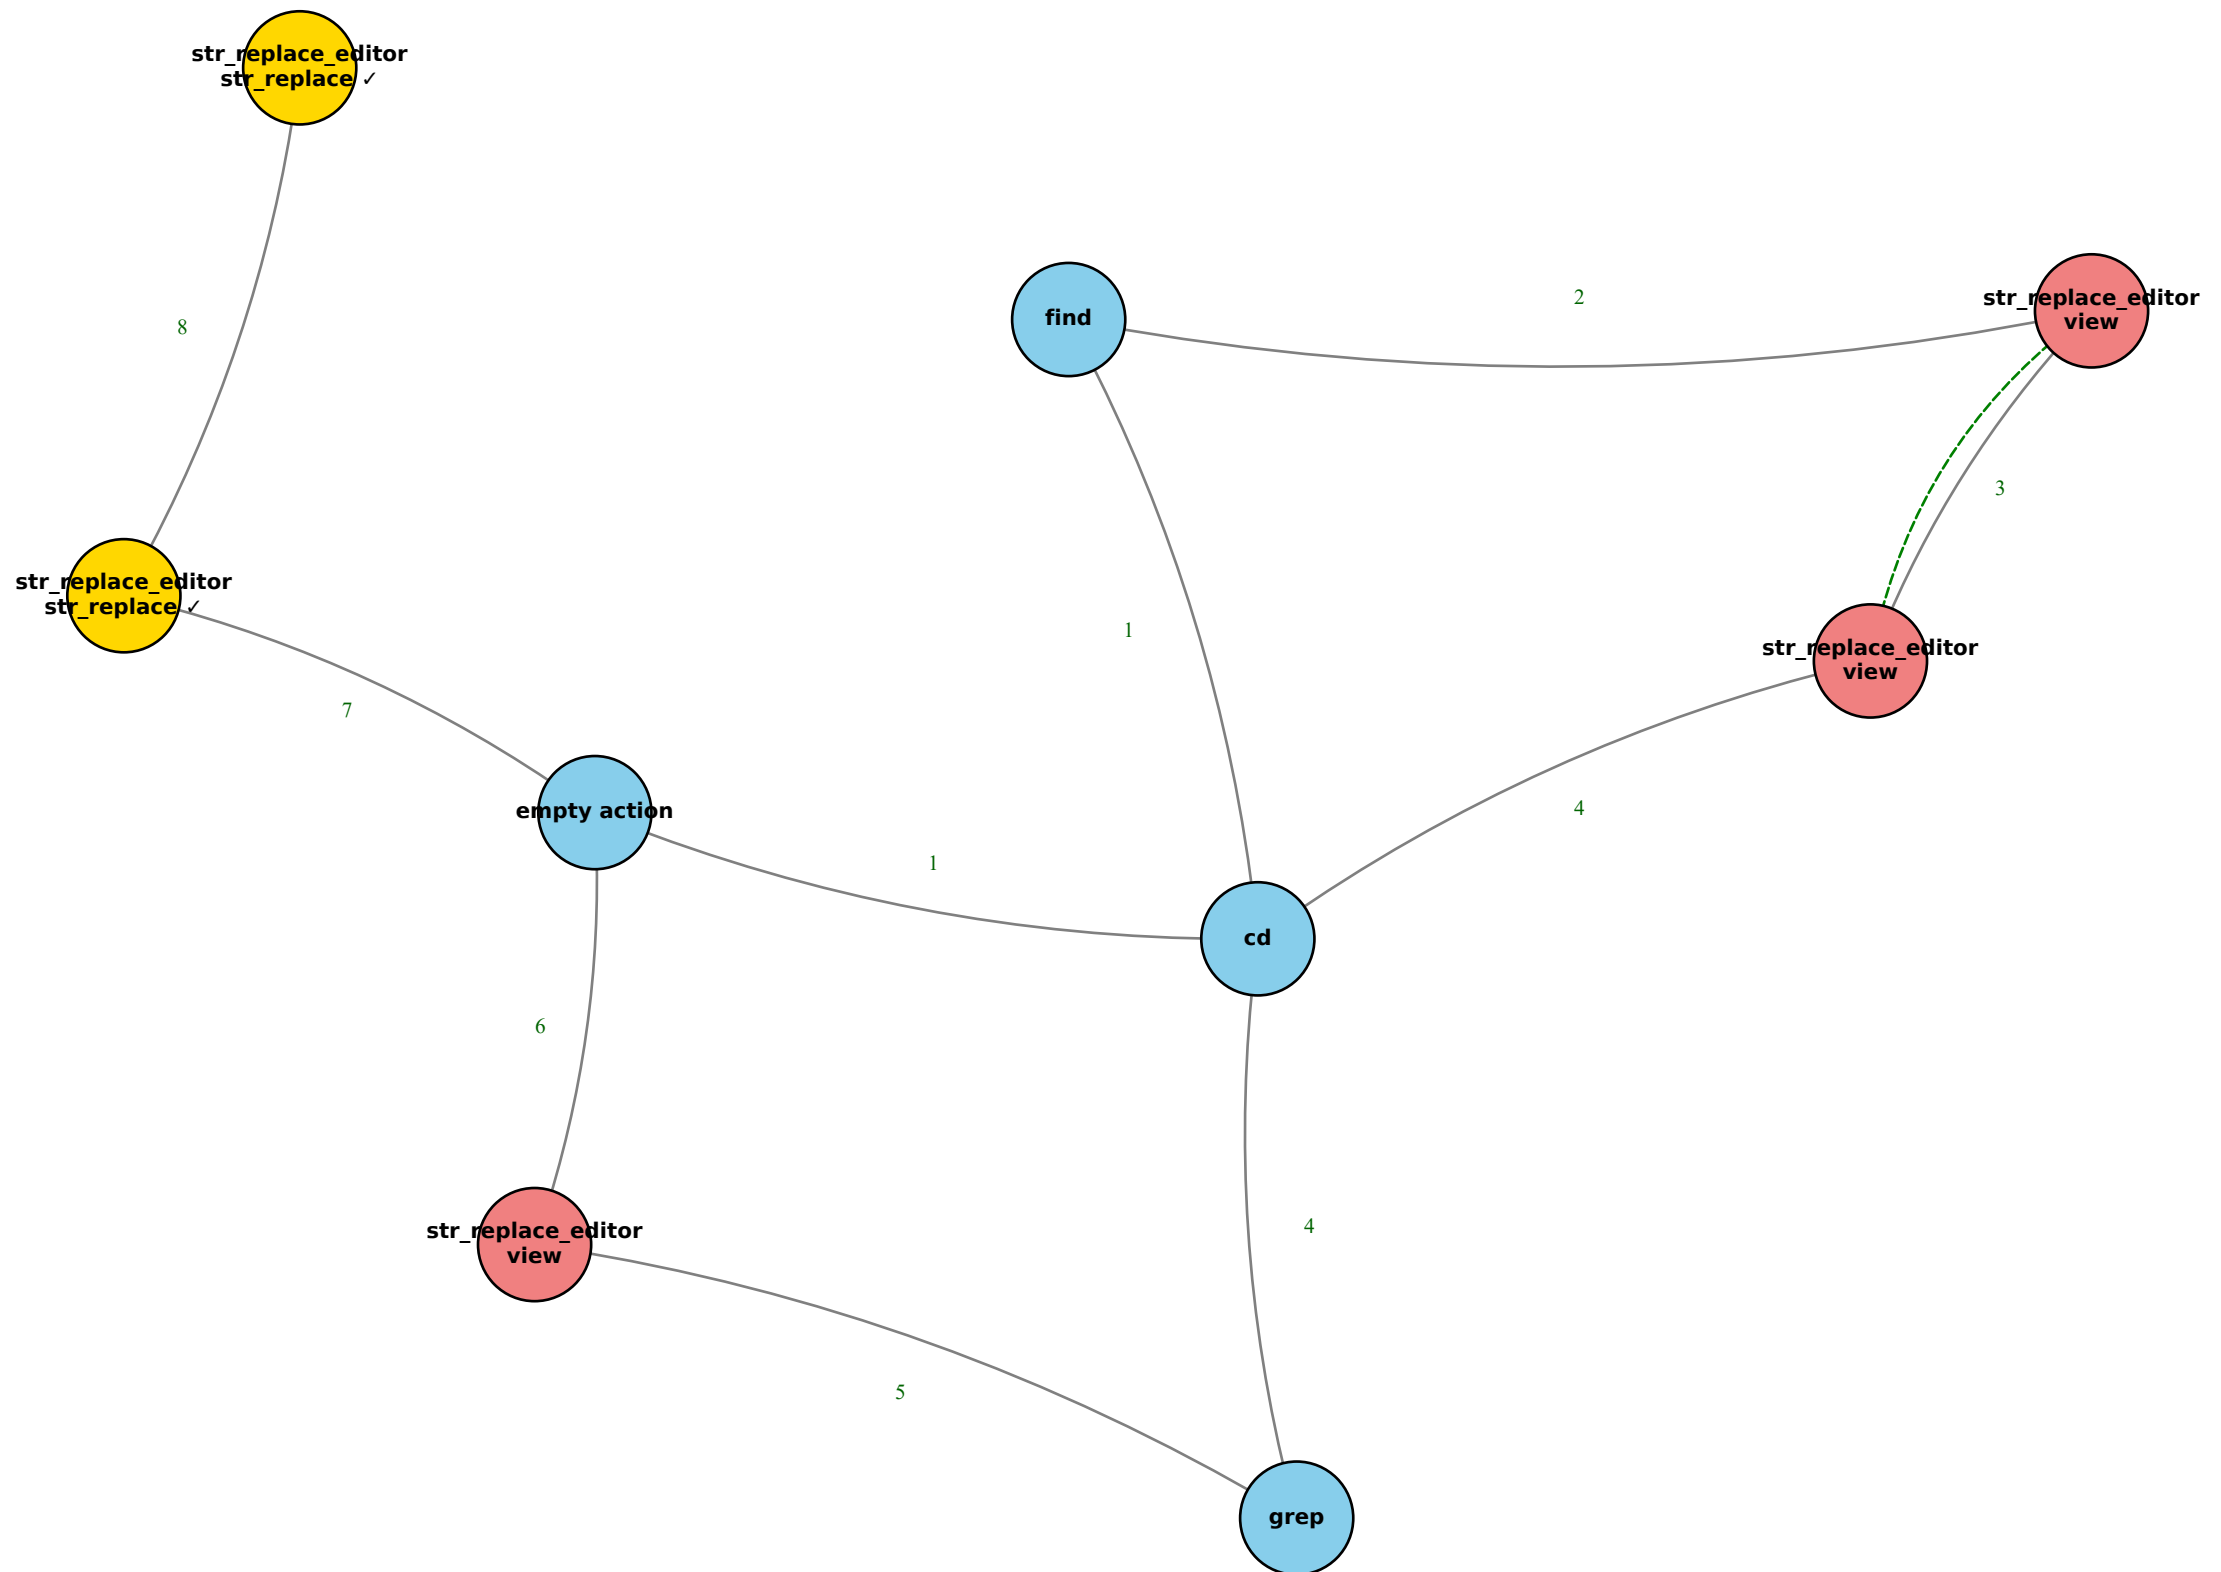 str_replace_editor
str_replace ✓
find
2
str_replace_editor
view
8
3
str_replace_editor
str_replace ✓
1
str_replace_editor
view
7
empty action
4
1
cd
6
4
str_replace_editor
view
5
grep